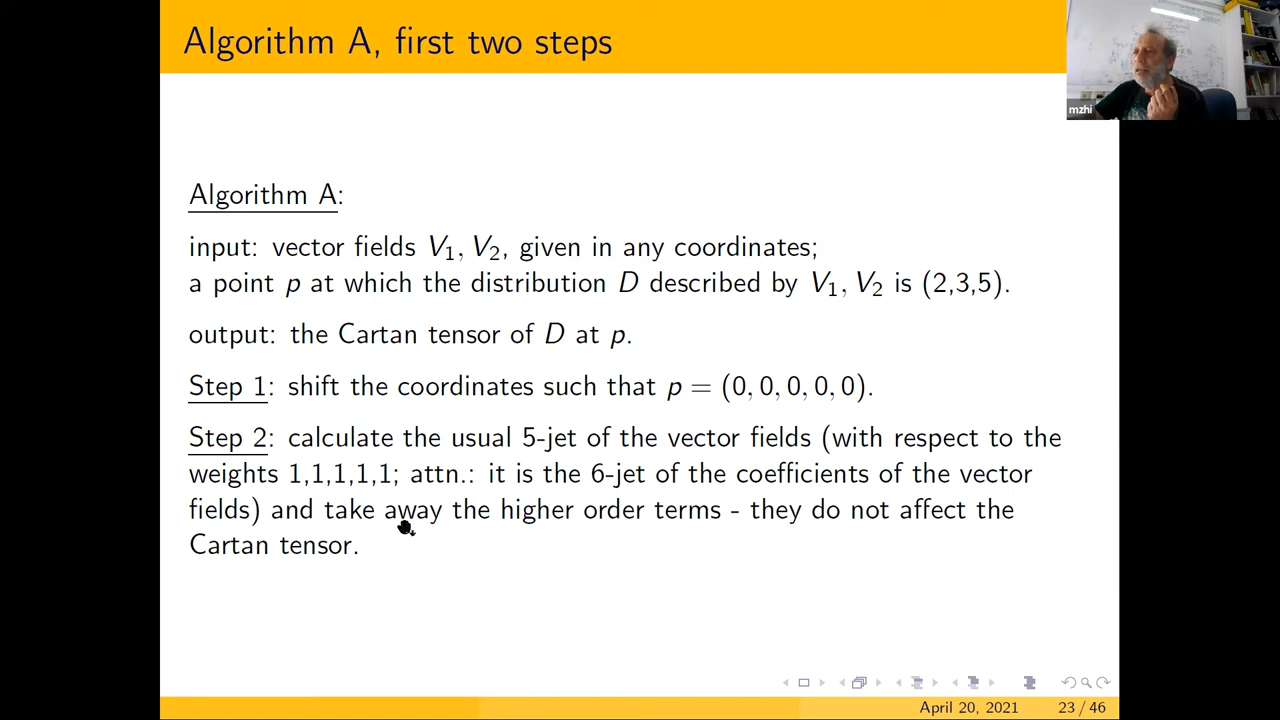 Algorithm A, first two steps
mzhi
Algorithm A:
input: vector fields V₁, V₂, given in any coordinates;
a point p at which the distribution D described by V₁, V₂ is (2,3,5).
output: the Cartan tensor of D at p.
Step 1: shift the coordinates such that p = (0, 0, 0, 0, 0).
Step 2: calculate the usual 5-jet of the vector fields (with respect to the
weights 1,1,1,1,1; attn.: it is the 6-jet of the coefficients of the vector
fields) and take away the higher order terms - they do not affect the
Cartan tensor.
April 20, 2021 23 / 46